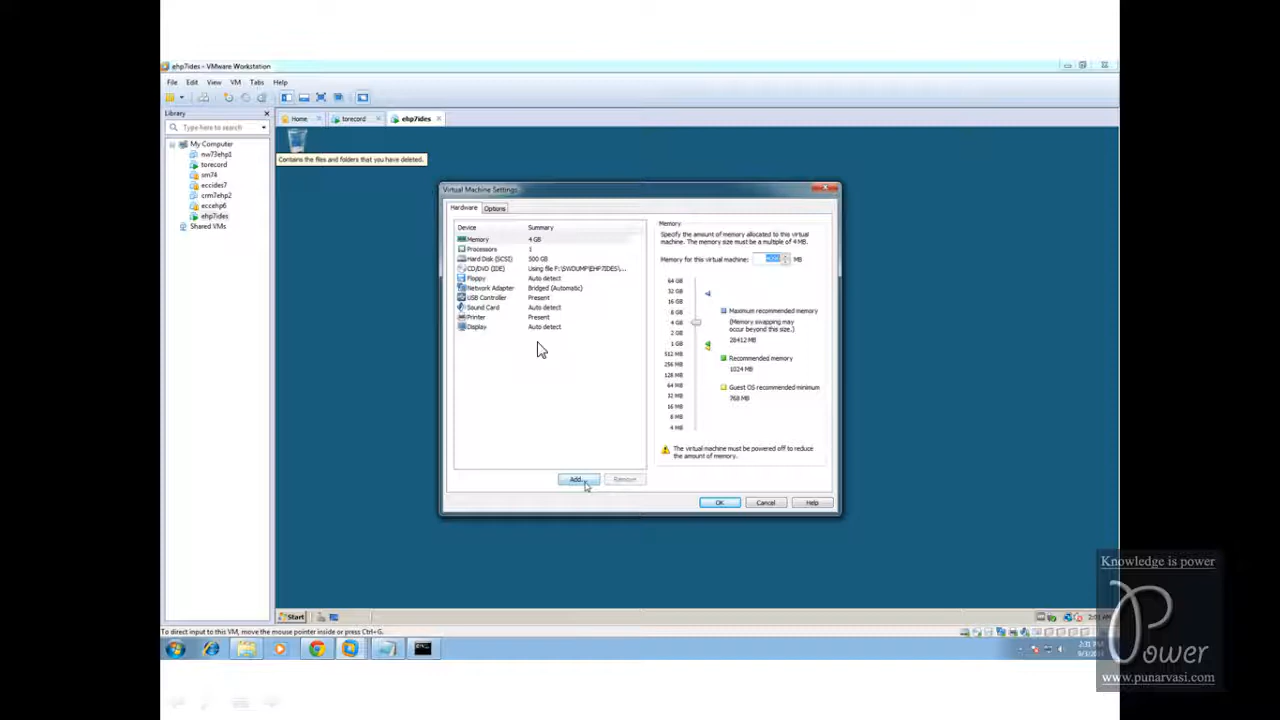 ehp7ides - VMware Workstation
File Edit View VM Tabs Help
Library
Type here to search
My Computer
nw73ehp1
torecord
sm74
eccides7
crm7ehp2
eccehp6
ehp7ides
Shared VMs
Home
torecord
ehp7ides
Contains the files and folders that you have deleted.
Virtual Machine Settings
Hardware Options
Device Summary
Memory 4 GB
Processors 1
Hard Disk (SCSI) 500 GB
CD/DVD (IDE) Using file F:\SWDUMP\EHP7IDES\...
Floppy Auto detect
Network Adapter Bridged (Automatic)
USB Controller Present
Sound Card Auto detect
Printer Present
Display Auto detect
Add...
Remove
Memory
Specify the amount of memory allocated to this virtual
machine. The memory size must be a multiple of 4 MB.
Memory for this virtual machine: MB
64 GB
32 GB
16 GB
8 GB
4 GB
2 GB
1 GB
512 MB
256 MB
128 MB
64 MB
32 MB
16 MB
8 MB
4 MB
Maximum recommended memory
(Memory swapping may
occur beyond this size.)
28412 MB
Recommended memory
1024 MB
Guest OS recommended minimum
768 MB
The virtual machine must be powered off to reduce
the amount of memory.
OK Cancel Help
Start
To direct input to this VM, move the mouse pointer inside or press Ctrl+G.
2:31 PM
Knowledge is power
Power
www.punarvasi.com